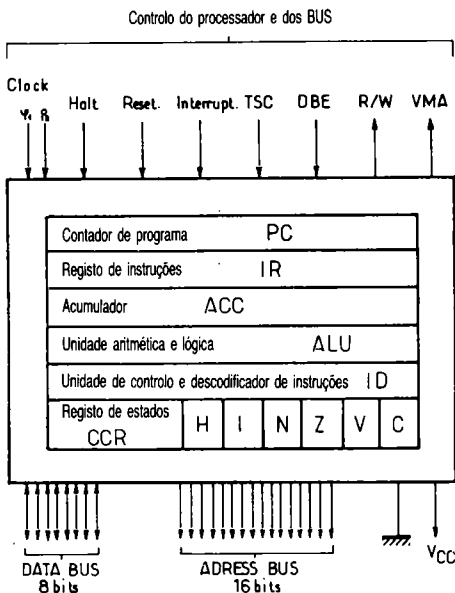 Controlo do processador e dos BUS
Clock
φ₁ φ₂ Halt. Reset. Interrupt. TSC DBE R/W VMA
Contador de programa PC
Registo de instruções IR
Acumulador ACC
Unidade aritmética e lógica ALU
Unidade de controlo e descodificador de instruções ID
Registo de estados
CCR H I N Z V C
DATA BUS
8 bits
ADRESS BUS
16 bits
VCC